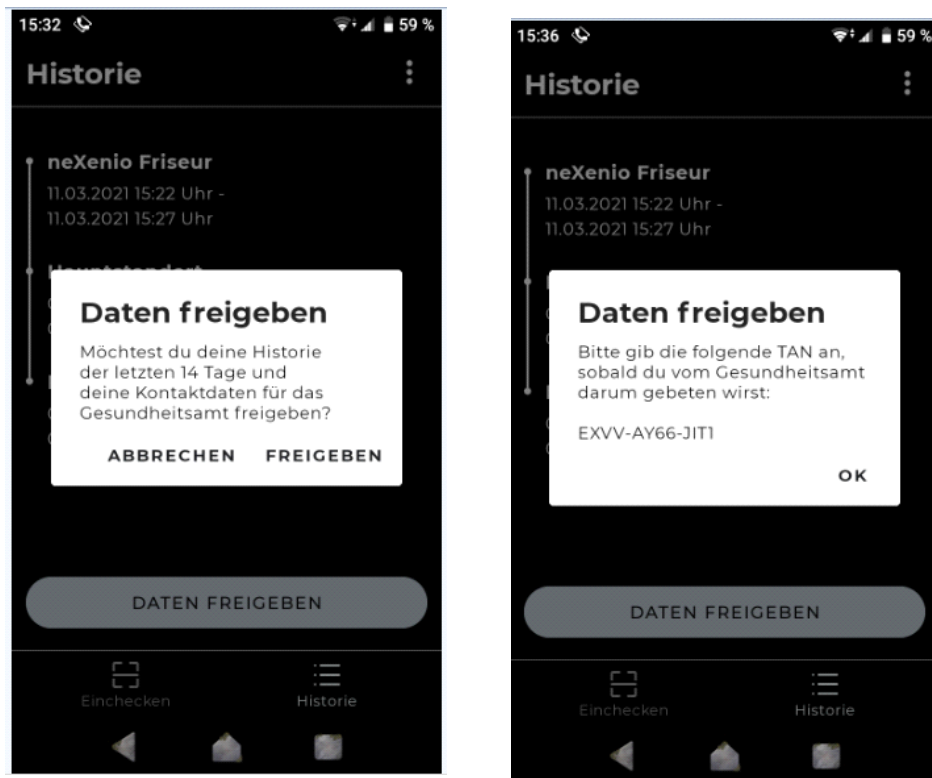 15:32
59 %
Historie
neXenio Friseur
11.03.2021 15:22 Uhr -
11.03.2021 15:27 Uhr
Hauptstandort
Daten freigeben
Möchtest du deine Historie
der letzten 14 Tage und
deine Kontaktdaten für das
Gesundheitsamt freigeben?
ABBRECHEN FREIGEBEN
DATEN FREIGEBEN
Einchecken Historie
15:36
59 %
Historie
neXenio Friseur
11.03.2021 15:22 Uhr -
11.03.2021 15:27 Uhr
Daten freigeben
Bitte gib die folgende TAN an,
sobald du vom Gesundheitsamt
darum gebeten wirst:
EXVV-AY66-JIT1
OK
DATEN FREIGEBEN
Einchecken Historie